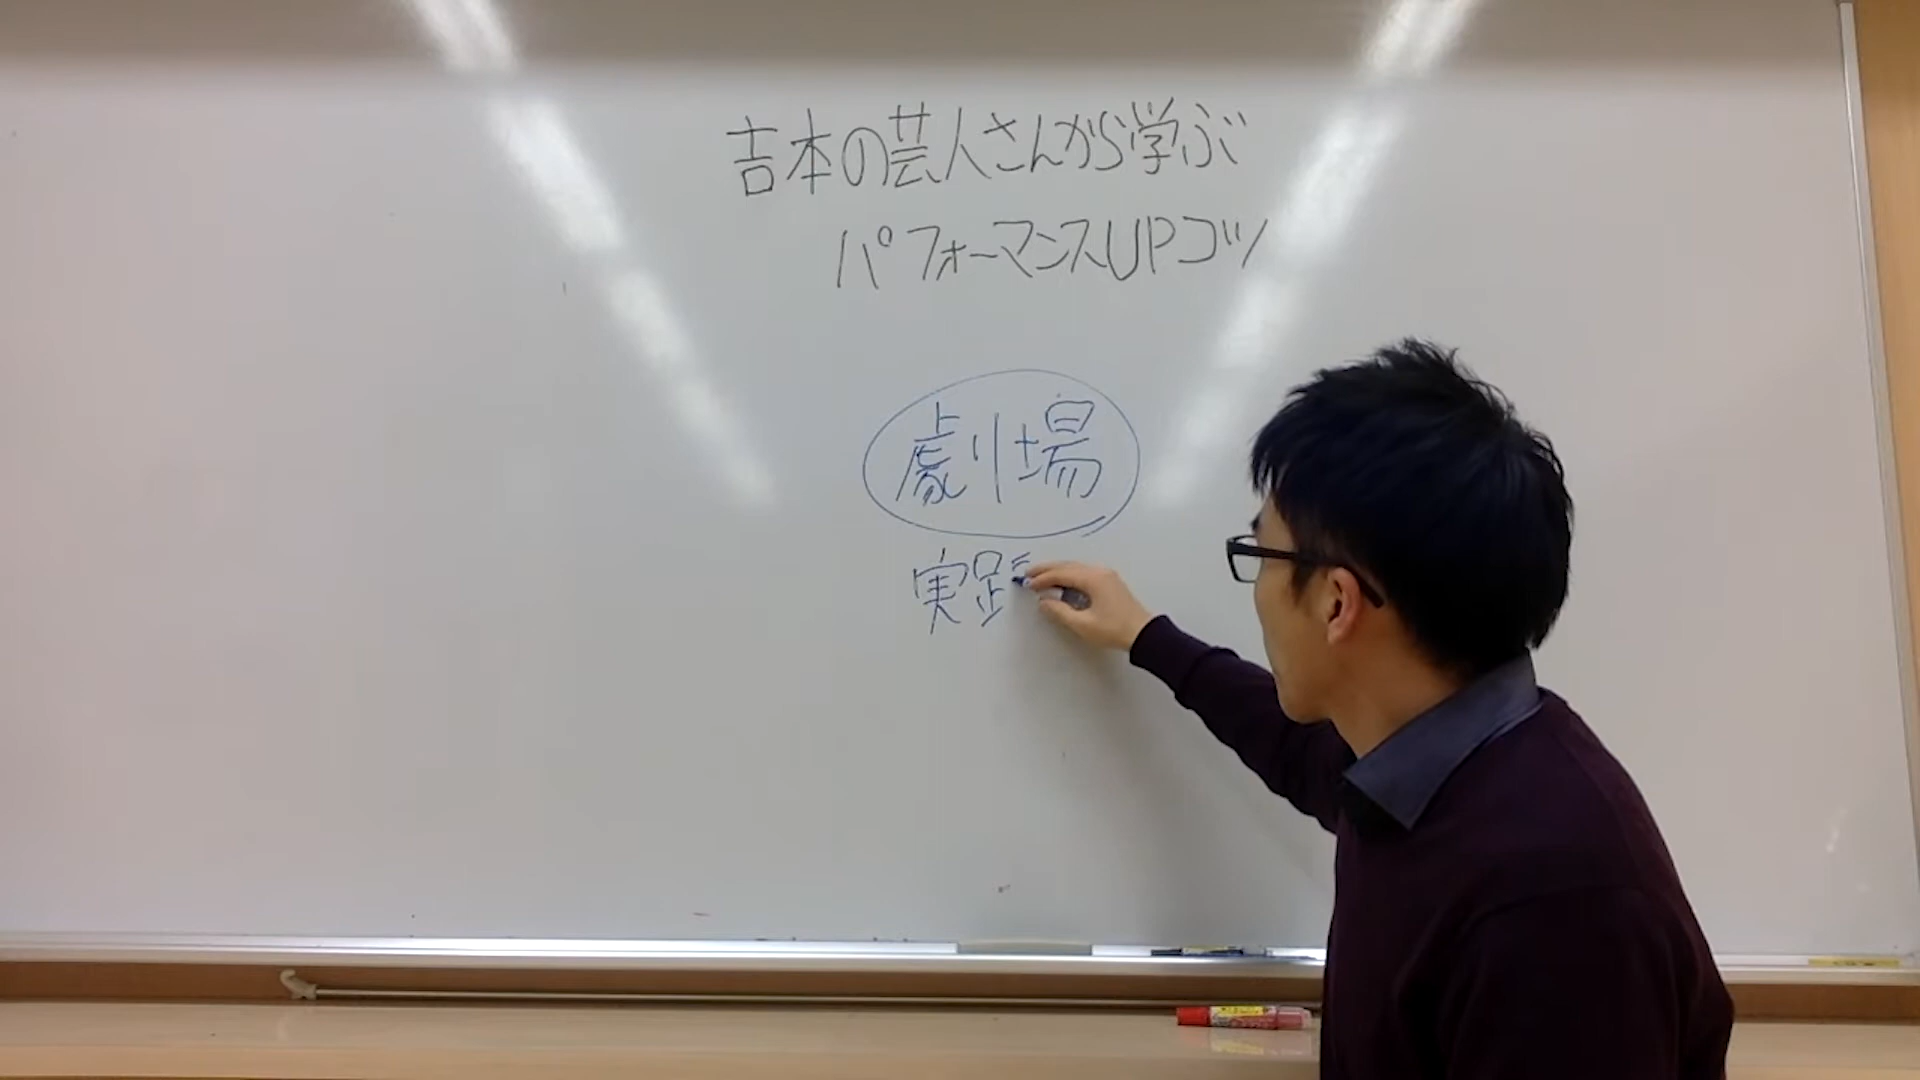 吉本の芸人さんから学ぶ
パフォーマンスUPコツ
劇場
実